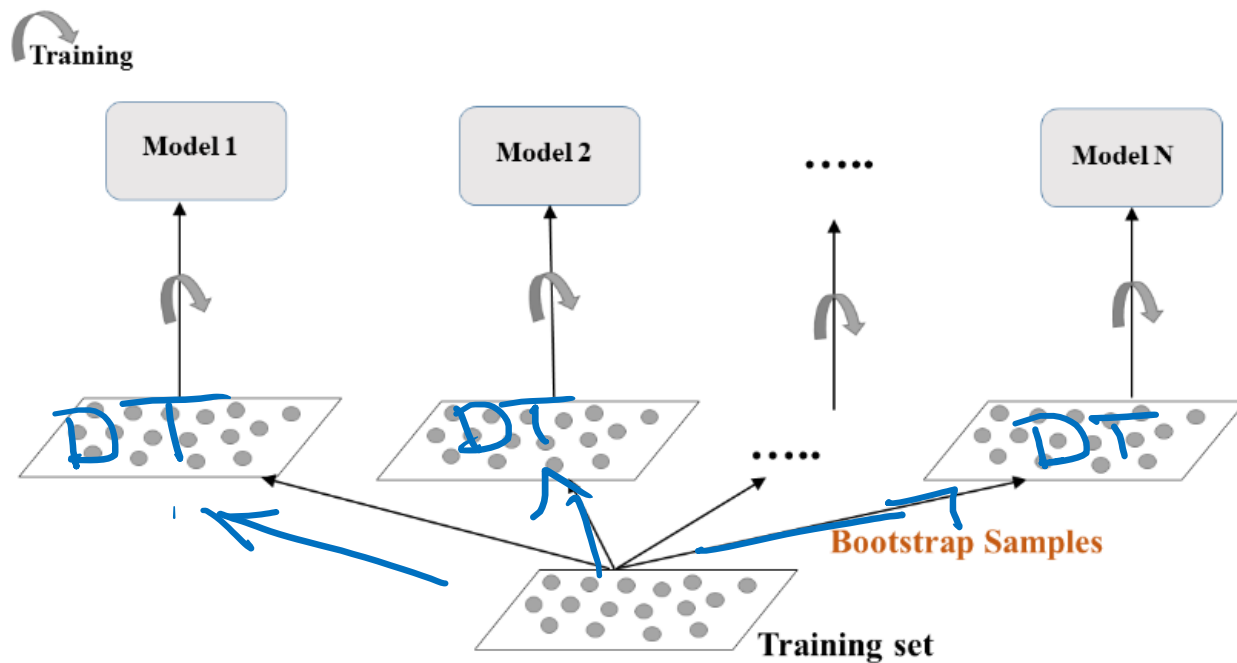 Training
Model 1
Model 2
.....
Model N
DT
DT
.....
DT
Bootstrap Samples
Training set